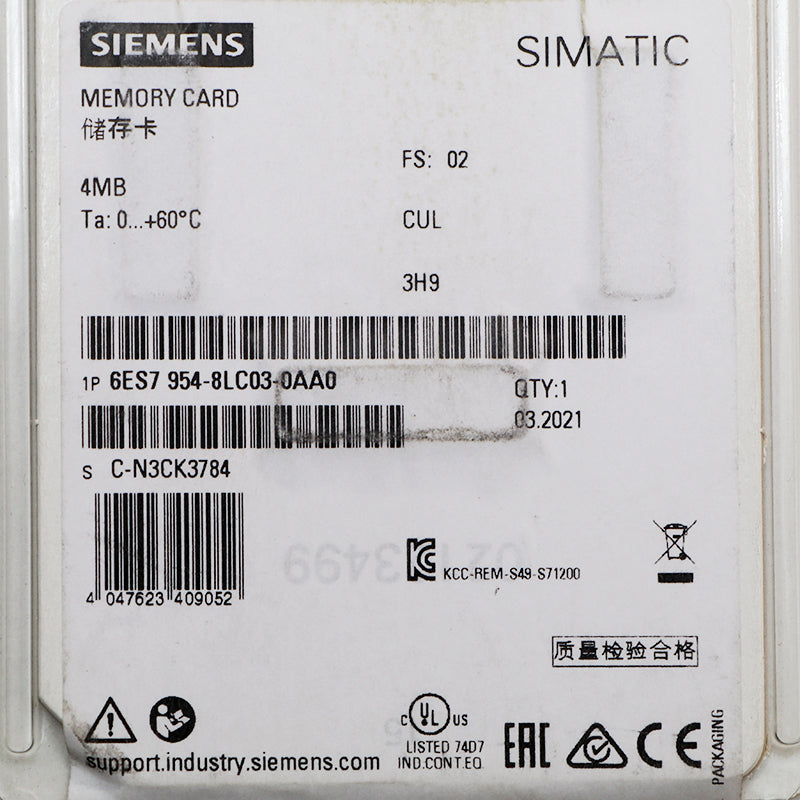 SIEMENS
SIMATIC
MEMORY CARD
储存卡
FS: 02
4MB
Ta: 0...+60°C
CUL
3H9
1P 6ES7 954-8LC03-0AA0
QTY:1
03.2021
S C-N3CK3784
KCC-REM-S49-S71200
4 047623 409052
质量检验合格
C UL US
LISTED 74D7
IND.CONT.EQ.
EAC
CE
PACKAGING
support.industry.siemens.com